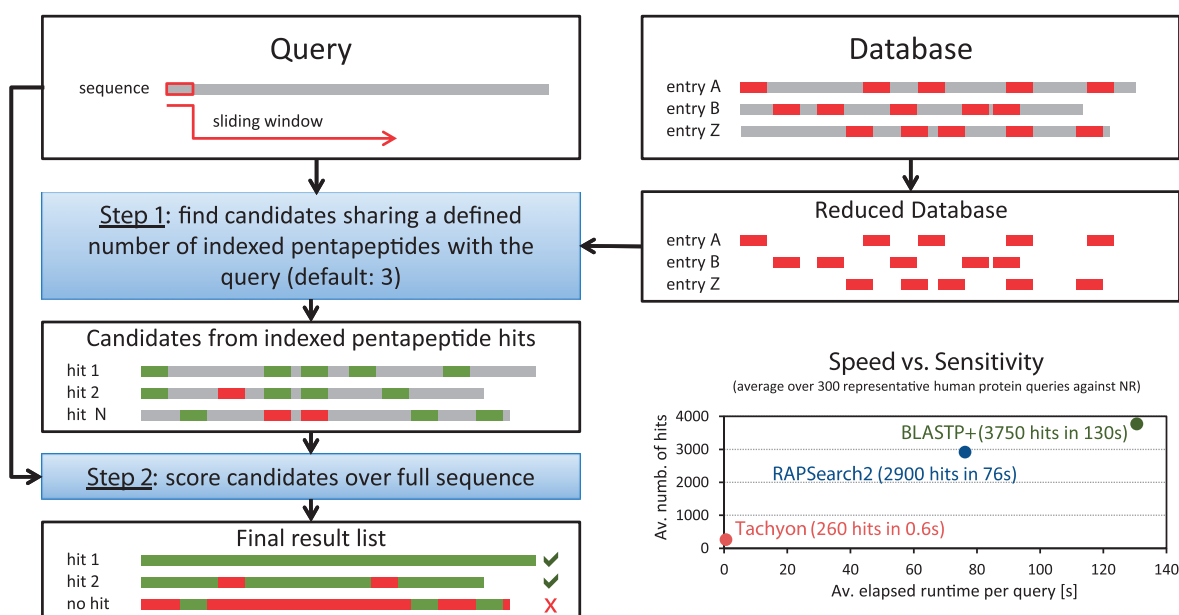 Query
sequence
sliding window
Step 1: find candidates sharing a defined
number of indexed pentapeptides with the
query (default: 3)
Candidates from indexed pentapeptide hits
hit 1
hit 2
hit N
Step 2: score candidates over full sequence
Final result list
hit 1
hit 2
no hit
X
Database
entry A
entry B
entry Z
Reduced Database
entry A
entry B
entry Z
Speed vs. Sensitivity
(average over 300 representative human protein queries against NR)
Av. numb. of hits
4000
3000
2000
1000
0
BLASTP+(3750 hits in 130s)
RAPSearch2 (2900 hits in 76s)
Tachyon (260 hits in 0.6s)
0 20 40 60 80 100 120 140
Av. elapsed runtime per query [s]